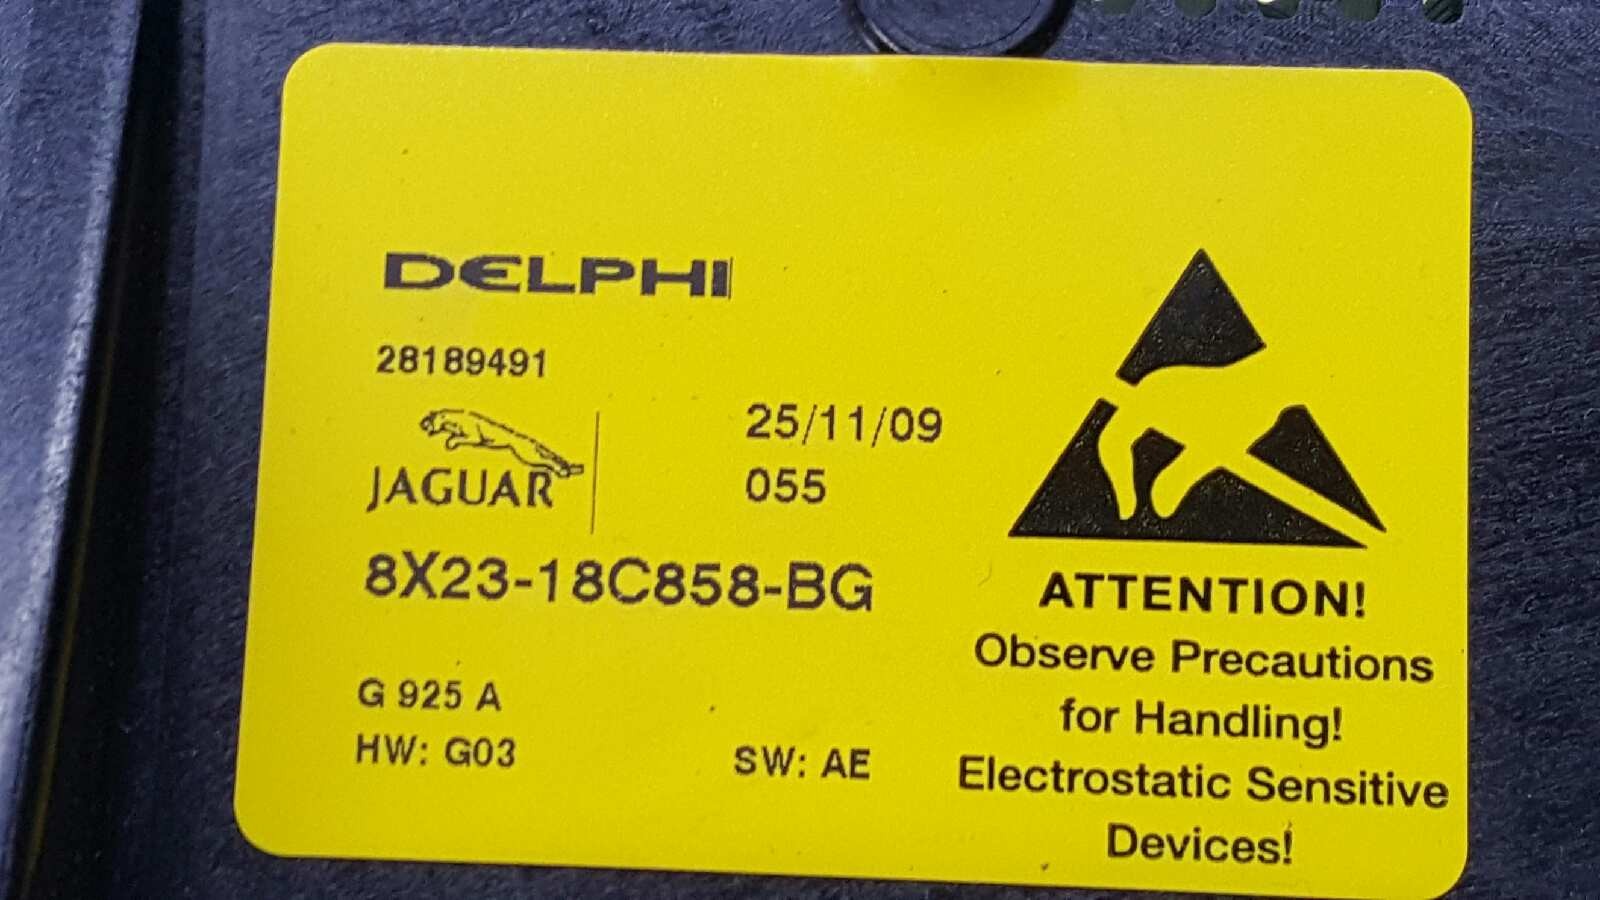 DELPHI
28189491
JAGUAR
25/11/09
055
8X23-18C858-BG
G 925 A
HW: G03
SW: AE
ATTENTION!
Observe Precautions
for Handling!
Electrostatic Sensitive
Devices!